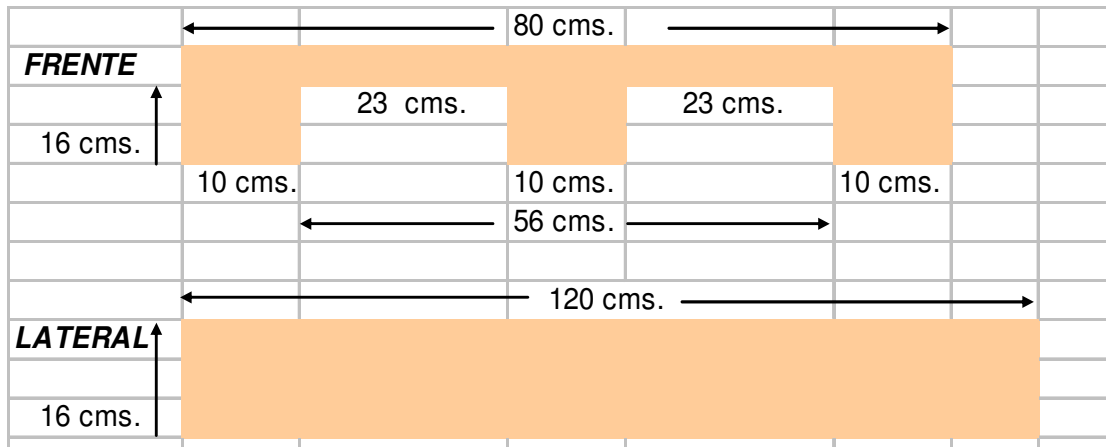 80 cms.
FRENTE
23 cms. 23 cms.
16 cms.
10 cms. 10 cms. 10 cms.
56 cms.
120 cms.
LATERAL
16 cms.